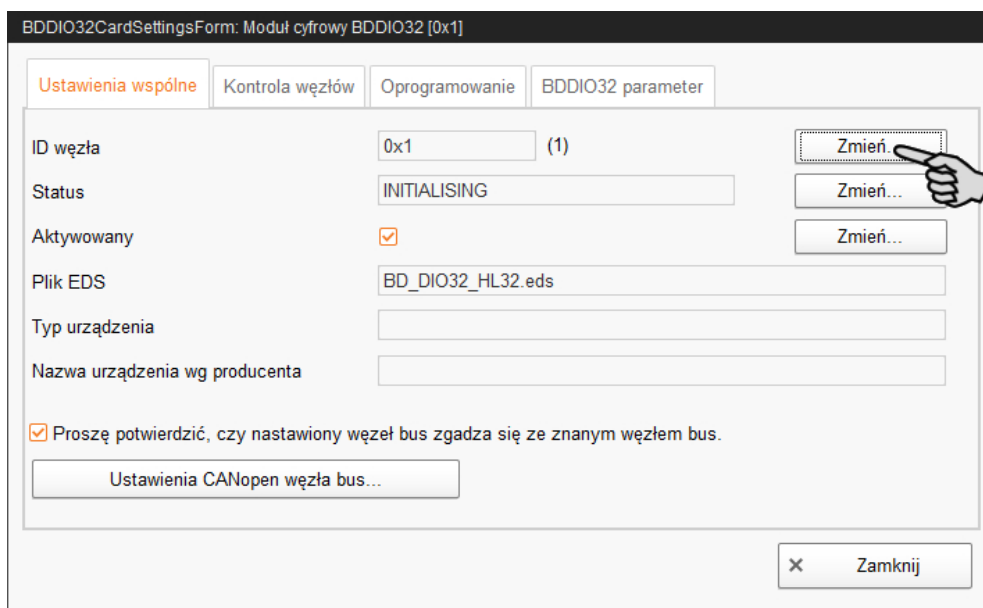 BDDIO32CardSettingsForm: Moduł cyfrowy BDDIO32 [0x1]
Ustawienia wspólne Kontrola węzłów Oprogramowanie BDDIO32 parameter
ID węzła 0x1 (1) Zmień..
Status INITIALISING Zmień...
Aktywowany Zmień...
Plik EDS BD_DIO32_HL32.eds
Typ urządzenia
Nazwa urządzenia wg producenta
Proszę potwierdzić, czy nastawiony węzeł bus zgadza się ze znanym węzłem bus.
Ustawienia CANopen węzła bus...
Zamknij